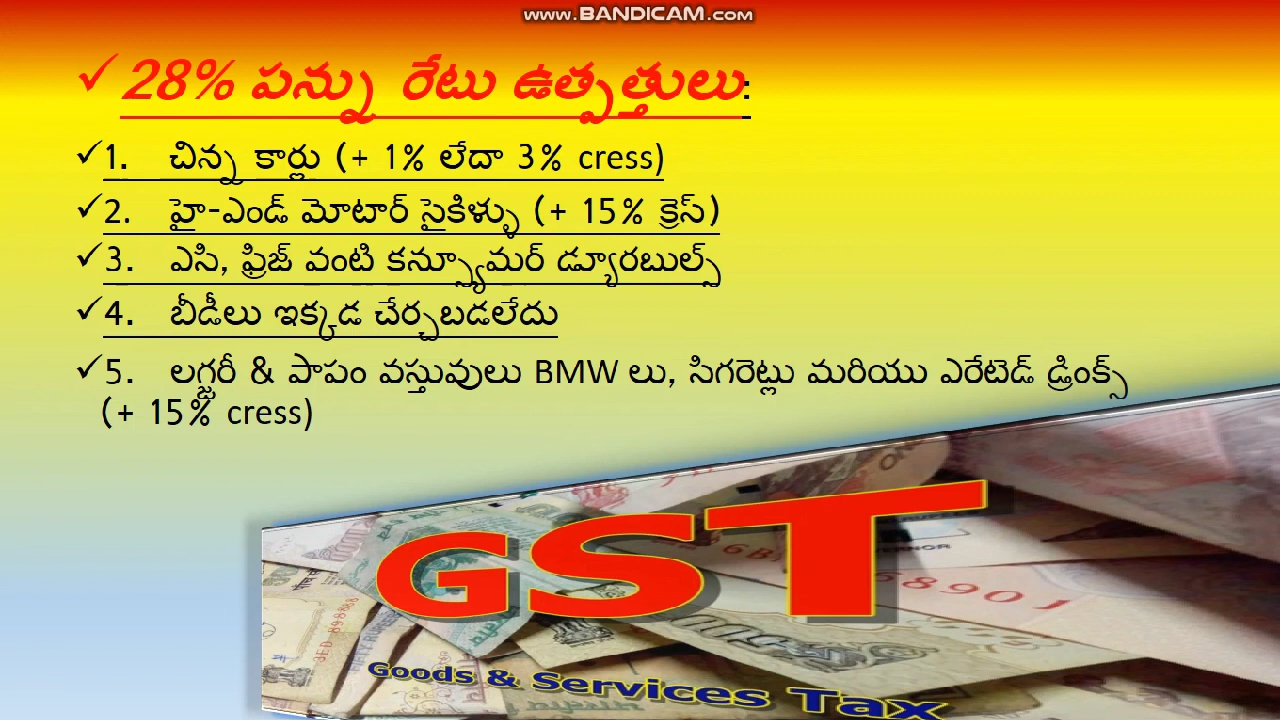 www.BANDICAM.com
✓ 28% పన్ను రేటు ఉత్పత్తులు:
✓1. చిన్న కార్లు (+ 1% లేదా 3% cress)
✓2. హై-ఎండ్ మోటార్ సైకిళ్ళు (+ 15% క్రెస్)
✓3. ఎసి, ఫ్రిజ్ వంటి కన్స్యూమర్ డ్యూరబుల్స్
✓4. బీడీలు ఇక్కడ చేర్చబడలేదు
✓5. లగ్జరీ & పాపం వస్తువులు BMW లు, సిగరెట్లు మరియు ఎరేటెడ్ డ్రింక్స్
(+ 15% cress)
GST
Goods & Services Tax